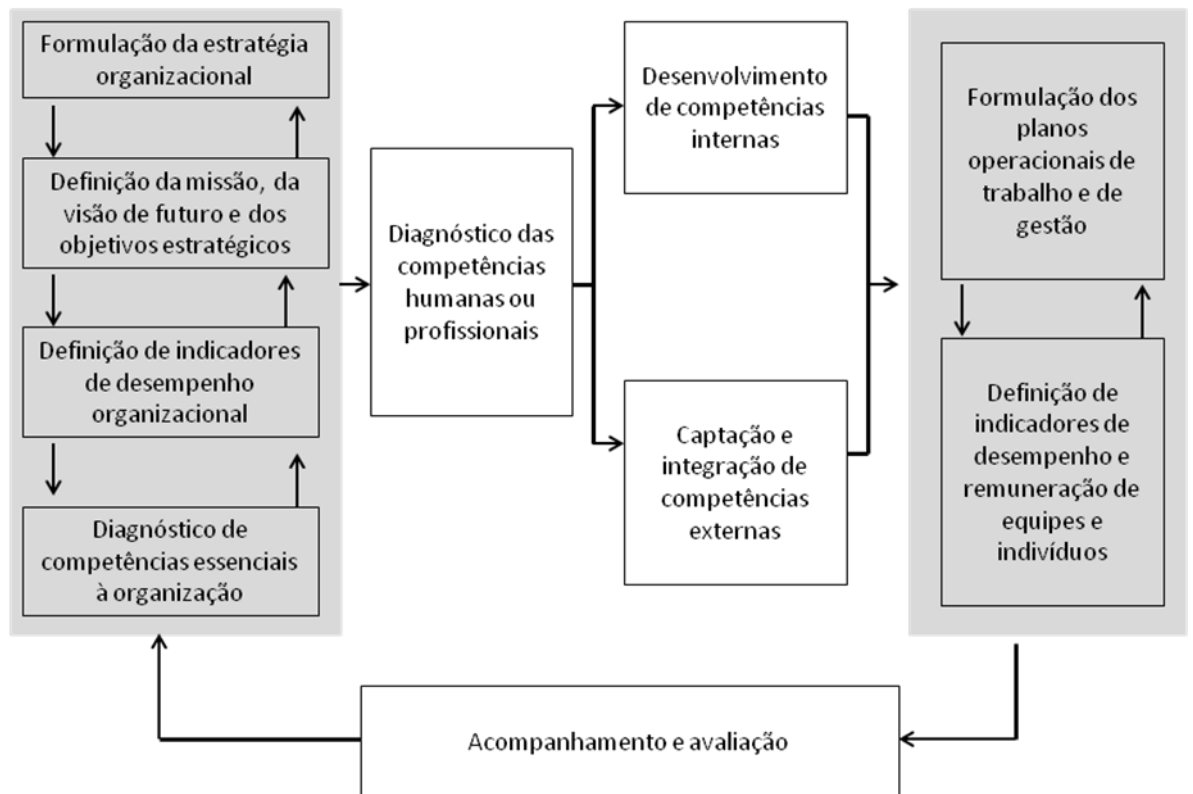 Formulação da estratégia
organizacional
Definição da missão, da
visão de futuro e dos
objetivos estratégicos
Definição de indicadores
de desempenho
organizacional
Diagnóstico de
competências essenciais
à organização
Diagnóstico das
competências
humanas ou
profissionais
Desenvolvimento
de competências
internas
Captação e
integração de
competências
externas
Formulação dos
planos
operacionais de
trabalho e de
gestão
Definição de
indicadores de
desempenho e
remuneração de
equipes e
indivíduos
Acompanhamento e avaliação